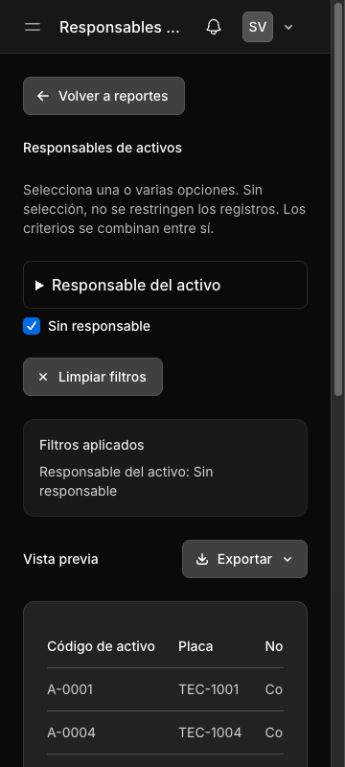 Responsables ...
SV
Volver a reportes
Responsables de activos
Selecciona una o varias opciones. Sin
selección, no se restringen los registros. Los
criterios se combinan entre sí.
Responsable del activo
Sin responsable
Limpiar filtros
Filtros aplicados
Responsable del activo: Sin
responsable
Vista previa
Exportar
Código de activo Placa No
A-0001 TEC-1001 Co
A-0004 TEC-1004 Co